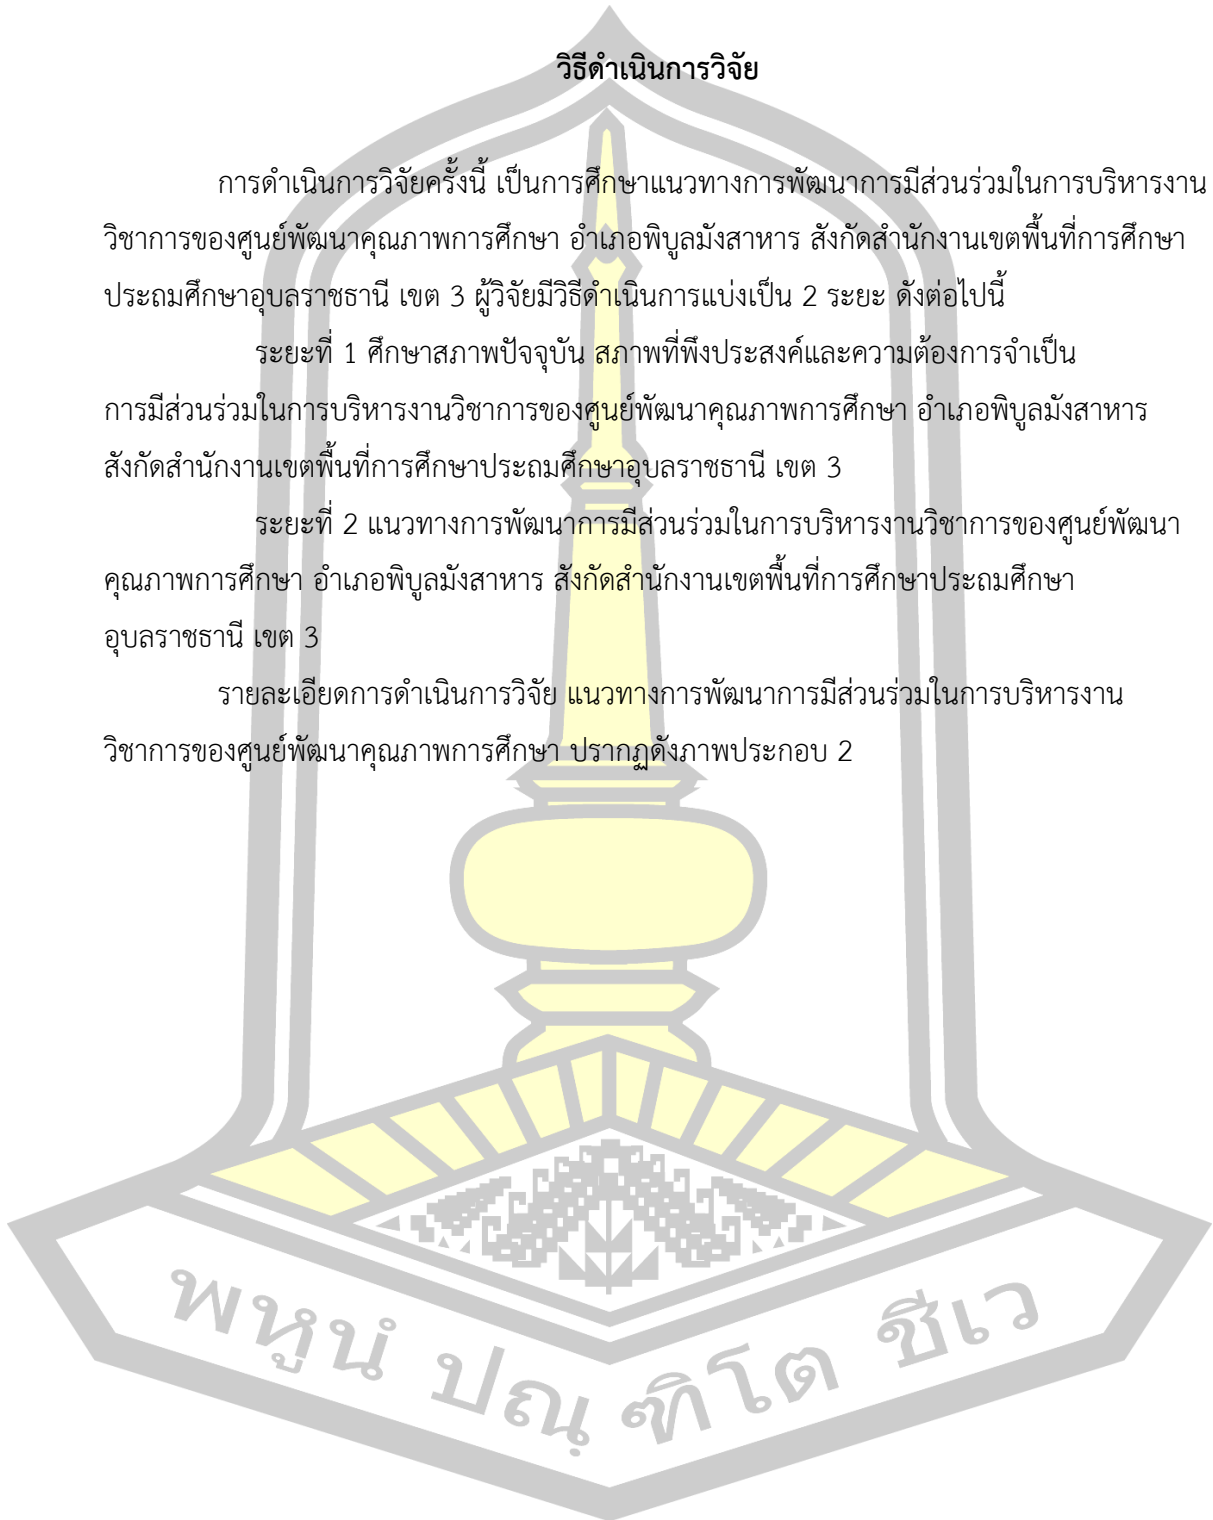 วิธีดำเนินการวิจัย
การดำเนินการวิจัยครั้งนี้ เป็นการศึกษาแนวทางการพัฒนาการมีส่วนร่วมในการบริหารงาน
วิชาการของศูนย์พัฒนาคุณภาพการศึกษา อำเภอพิบูลมังสาหาร สังกัดสำนักงานเขตพื้นที่การศึกษา
ประถมศึกษาอุบลราชธานี เขต 3 ผู้วิจัยมีวิธีดำเนินการแบ่งเป็น 2 ระยะ ดังต่อไปนี้
ระยะที่ 1 ศึกษาสภาพปัจจุบัน สภาพที่พึงประสงค์และความต้องการจำเป็น
การมีส่วนร่วมในการบริหารงานวิชาการของศูนย์พัฒนาคุณภาพการศึกษา อำเภอพิบูลมังสาหาร
สังกัดสำนักงานเขตพื้นที่การศึกษาประถมศึกษาอุบลราชธานี เขต 3
ระยะที่ 2 แนวทางการพัฒนาการมีส่วนร่วมในการบริหารงานวิชาการของศูนย์พัฒนา
คุณภาพการศึกษา อำเภอพิบูลมังสาหาร สังกัดสำนักงานเขตพื้นที่การศึกษาประถมศึกษา
อุบลราชธานี เขต 3
รายละเอียดการดำเนินการวิจัย แนวทางการพัฒนาการมีส่วนร่วมในการบริหารงาน
วิชาการของศูนย์พัฒนาคุณภาพการศึกษา ปรากฏดังภาพประกอบ 2
พหูนํ ปณฺ ฑิโต ชีเว